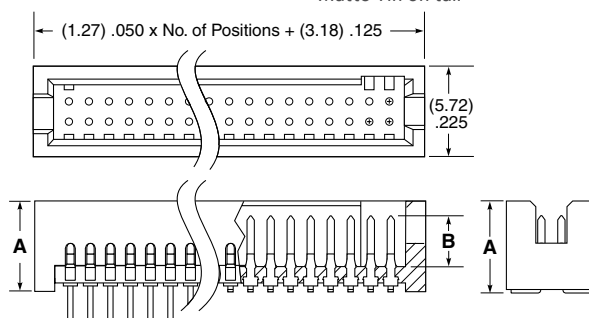 (1.27) .050 x No. of Positions + (3.18) .125
(5.72)
.225
A
B
A